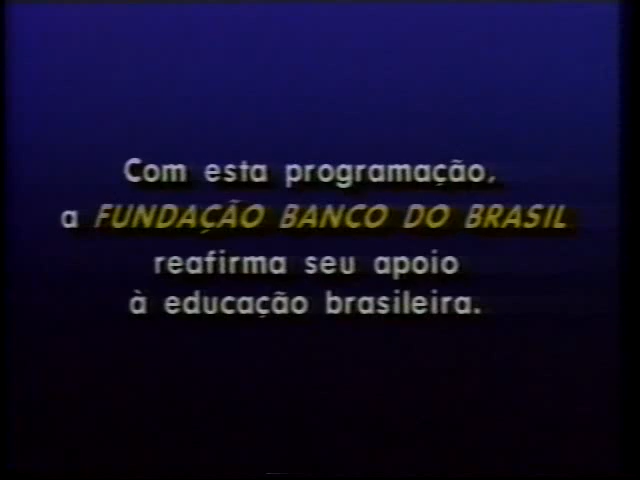 Com esta programação,
a FUNDAÇÃO BANCO DO BRASIL
reafirma seu apoio
à educação brasileira.